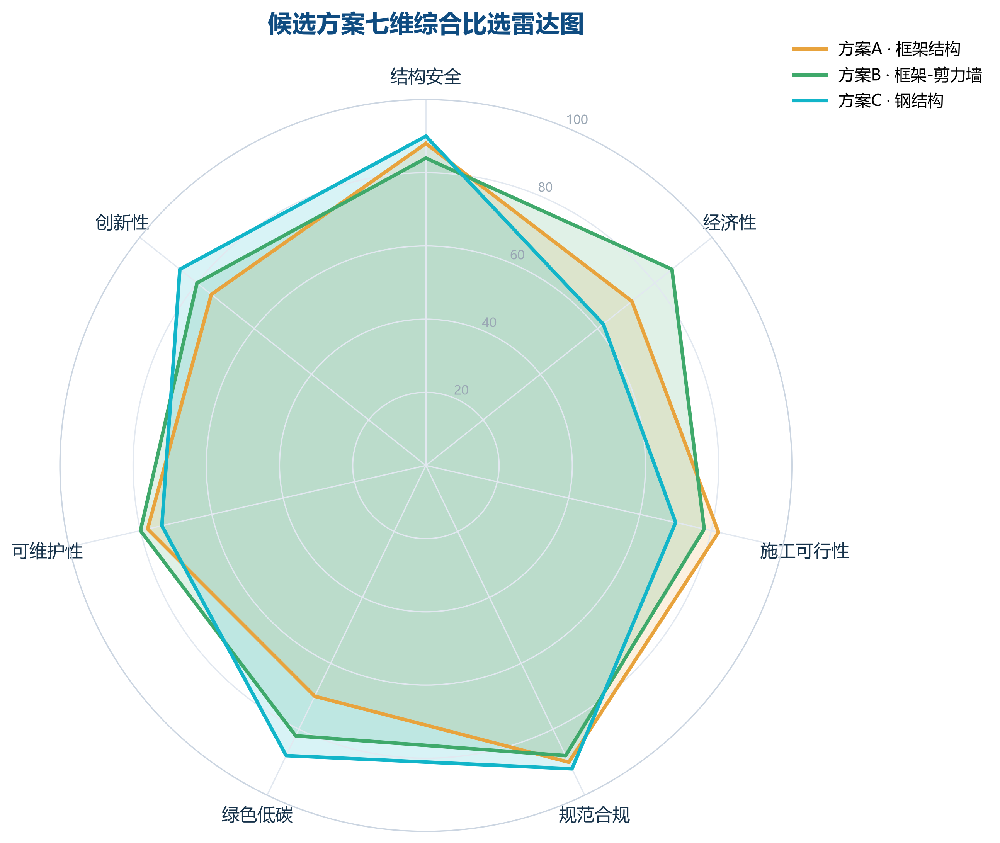 候选方案七维综合比选雷达图
方案A · 框架结构
方案B · 框架-剪力墙
方案C · 钢结构
结构安全
100
80
经济性
创新性
60
40
20
可维护性
施工可行性
绿色低碳
规范合规